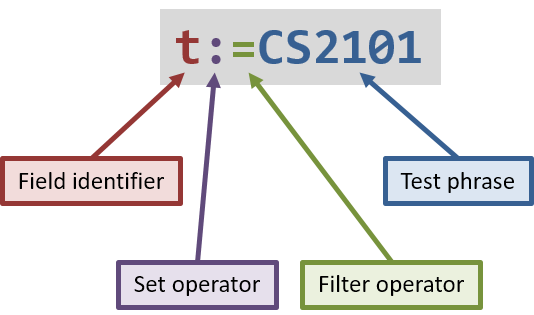 t:=CS2101
Field identifier
Test phrase
Set operator
Filter operator